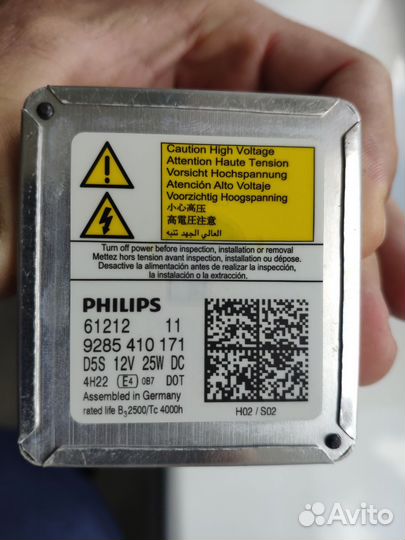 Caution High Voltage
Attention Haute Tension
Vorsicht Hochspannung
Atención Alto Voltaje
Voorzichtig Hoogspanning
小心高压
高電圧注意
العالي الجهد تنبه
Turn off power before inspection, installation or removal
Mettez hors tension avant inspection, installation ou dépose.
Desactive la alimentación antes de realizar la inspección,
la instalación o la extracción.
PHILIPS
61212 11
9285 410 171
D5S 12V 25W DC
4H22 E4 0B7 DOT
Assembled in Germany
rated life B3 2500/Tc 4000h
H02 / S02
Avito